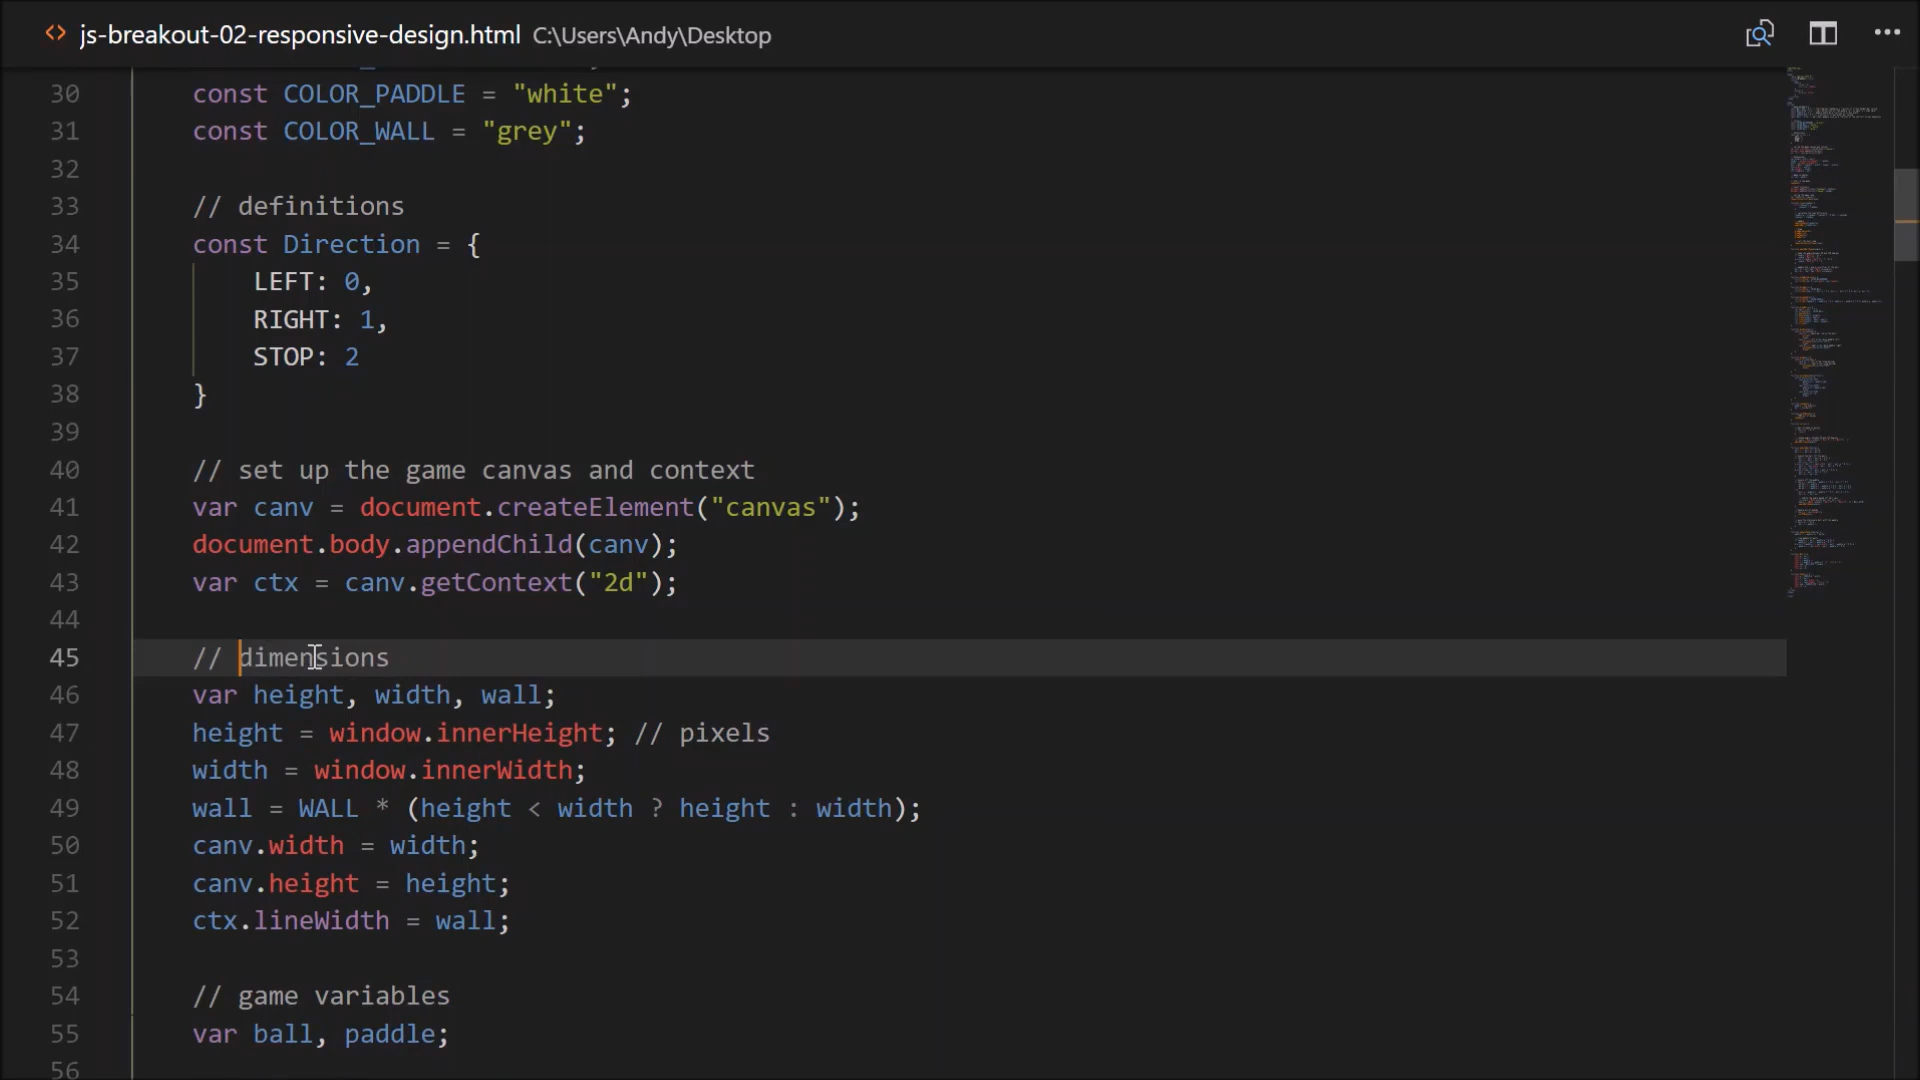 js-breakout-02-responsive-design.html C:\Users\Andy\Desktop
30 const COLOR_PADDLE = "white";
31 const COLOR_WALL = "grey";
32
33 // definitions
34 const Direction = {
35 LEFT: 0,
36 RIGHT: 1,
37 STOP: 2
38 }
39
40 // set up the game canvas and context
41 var canv = document.createElement("canvas");
42 document.body.appendChild(canv);
43 var ctx = canv.getContext("2d");
44
45 // dimensions
46 var height, width, wall;
47 height = window.innerHeight; // pixels
48 width = window.innerWidth;
49 wall = WALL * (height < width ? height : width);
50 canv.width = width;
51 canv.height = height;
52 ctx.lineWidth = wall;
53
54 // game variables
55 var ball, paddle;
56